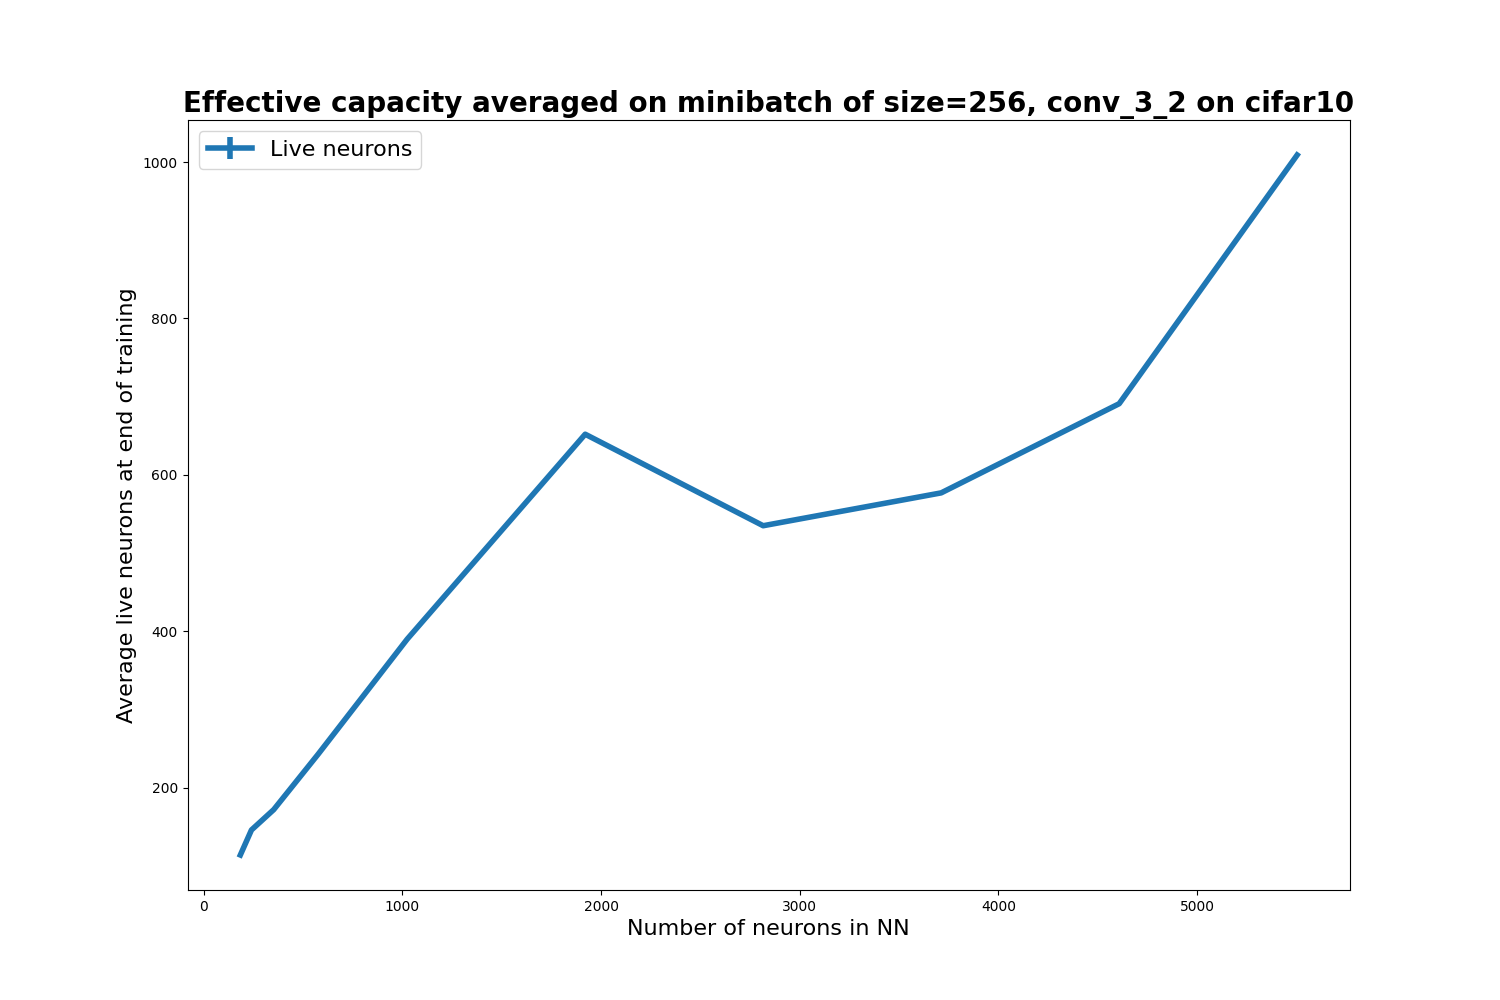 Effective capacity averaged on minibatch of size=256, conv_3_2 on cifar10
Live neurons
Average live neurons at end of training
1000
800
600
400
200
0 1000 2000 3000 4000 5000
Number of neurons in NN